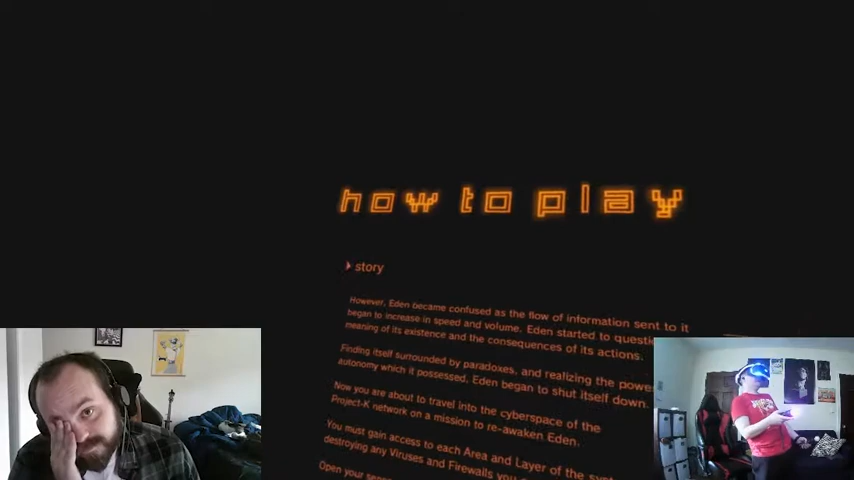 how to play
story
However, Eden became confused as the flow of information sent to it
began to increase in speed and volume. Eden started to questi
meaning of its existence and the consequences of its actions.
Finding itself surrounded by paradoxes, and realizing the power
autonomy which it possessed, Eden began to shut itself down.
Now you are about to travel into the cyberspace of the
Project-K network on a mission to re-awaken Eden.
You must gain access to each Area and Layer of the syst
destroying any Viruses and Firewalls you
Open your sens